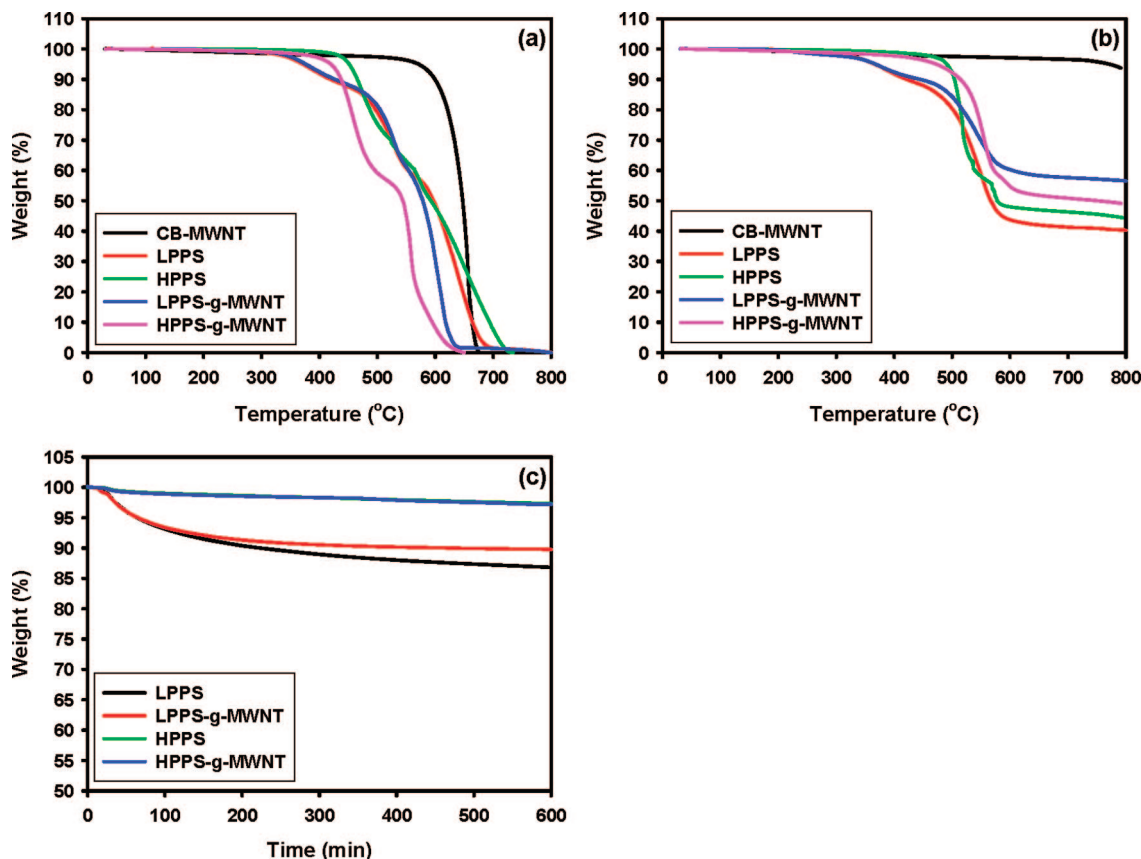 (a)
Weight (%)
110
100
90
80
70
60
50
40
30
20
10
0
CB-MWNT
LPPS
HPPS
LPPS-g-MWNT
HPPS-g-MWNT
0 100 200 300 400 500 600 700 800
Temperature (°C)
(b)
Weight (%)
110
100
90
80
70
60
50
40
30
20
10
0
CB-MWNT
LPPS
HPPS
LPPS-g-MWNT
HPPS-g-MWNT
0 100 200 300 400 500 600 700 800
Temperature (°C)
(c)
Weight (%)
105
100
95
90
85
80
75
70
65
60
55
50
LPPS
LPPS-g-MWNT
HPPS
HPPS-g-MWNT
0 100 200 300 400 500 600
Time (min)